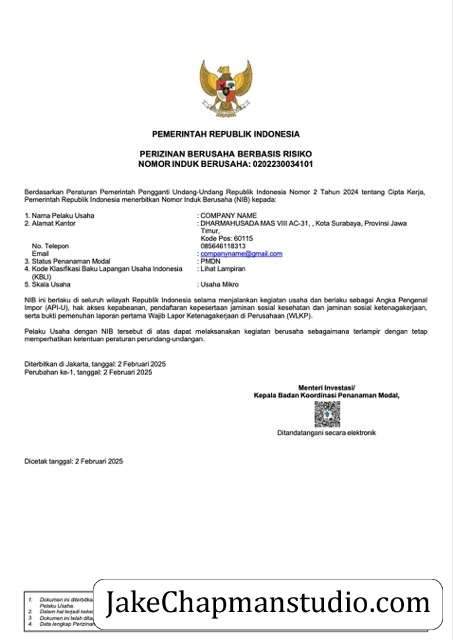 PEMERINTAH REPUBLIK INDONESIA
PERIZINAN BERUSAHA BERBASIS RISIKO
NOMOR INDUK BERUSAHA: 0202230034101
Berdasarkan Peraturan Pemerintah Pengganti Undang-Undang Republik Indonesia Nomor 2 Tahun 2024 tentang Cipta Kerja,
Pemerintah Republik Indonesia menerbitkan Nomor Induk Berusaha (NIB) kepada:
1. Nama Pelaku Usaha : COMPANY NAME
2. Alamat Kantor : DHARMAHUSADA MAS VIII AC-31, , Kota Surabaya, Provinsi Jawa
Timur,
Kode Pos: 60115
No. Telepon : 085646118313
Email : companyname@gmail.com
3. Status Penanaman Modal : PMDN
4. Kode Klasifikasi Baku Lapangan Usaha Indonesia : Lihat Lampiran
(KBLI)
5. Skala Usaha : Usaha Mikro
NIB ini berlaku di seluruh wilayah Republik Indonesia selama menjalankan kegiatan usaha dan berlaku sebagai Angka Pengenal
Impor (API-U), hak akses kepabeanan, pendaftaran kepesertaan jaminan sosial kesehatan dan jaminan sosial ketenagakerjaan,
serta bukti pemenuhan laporan pertama Wajib Lapor Ketenagakerjaan di Perusahaan (WLKP).
Pelaku Usaha dengan NIB tersebut di atas dapat melaksanakan kegiatan berusaha sebagaimana terlampir dengan tetap
memperhatikan ketentuan peraturan perundang-undangan.
Diterbitkan di Jakarta, tanggal: 2 Februari 2025
Perubahan ke-1, tanggal: 2 Februari 2025
Menteri Investasi/
Kepala Badan Koordinasi Penanaman Modal,
Ditandatangani secara elektronik
Dicetak tanggal: 2 Februari 2025
1. Dokumen ini diterbitkan
Pelaku Usaha.
2. Dalam hal terjadi
3. Dokumen ini telah
4. Data lengkap Perizinan
JakeChapmanstudio.com